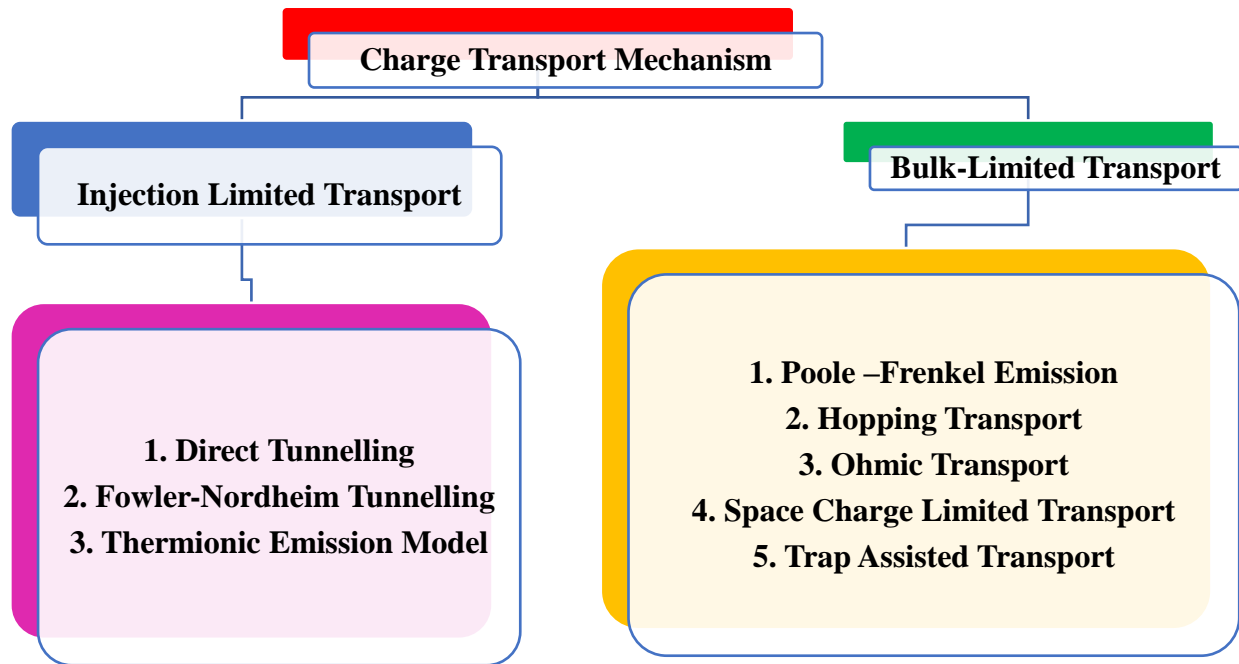 Charge Transport Mechanism
Injection Limited Transport
Bulk-Limited Transport
1. Direct Tunnelling
2. Fowler-Nordheim Tunnelling
3. Thermionic Emission Model
1. Poole –Frenkel Emission
2. Hopping Transport
3. Ohmic Transport
4. Space Charge Limited Transport
5. Trap Assisted Transport